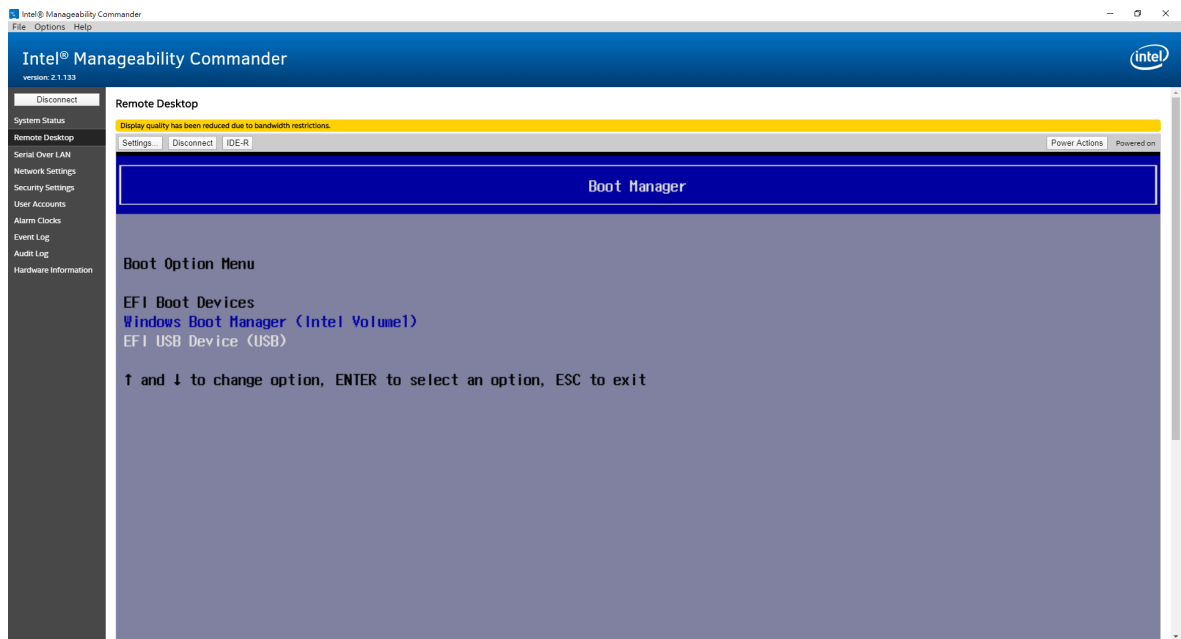 Intel® Manageability Commander
File Options Help
Intel® Manageability Commander
version: 2.1.133
intel
Disconnect
System Status
Remote Desktop
Serial Over LAN
Network Settings
Security Settings
User Accounts
Alarm Clocks
Event Log
Audit Log
Hardware Information
Remote Desktop
Display quality has been reduced due to bandwidth restrictions.
Settings... Disconnect IDE-R Power Actions Powered on
Boot Manager
Boot Option Menu
EFI Boot Devices
Windows Boot Manager (Intel Volume1)
EFI USB Device (USB)
↑ and ↓ to change option, ENTER to select an option, ESC to exit